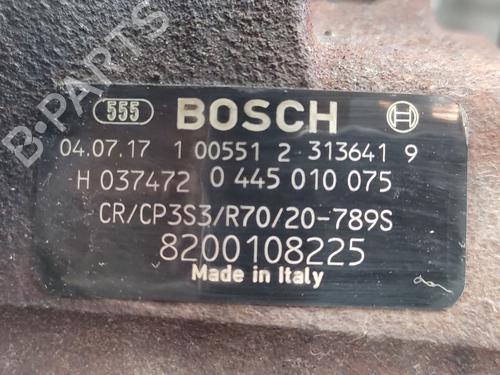 B-PARTS
555 BOSCH
04.07.17 1 00551 2 313641 9
H 037472 0 445 010 075
CR/CP3S3/R70/20-789S
8200108225
Made in Italy